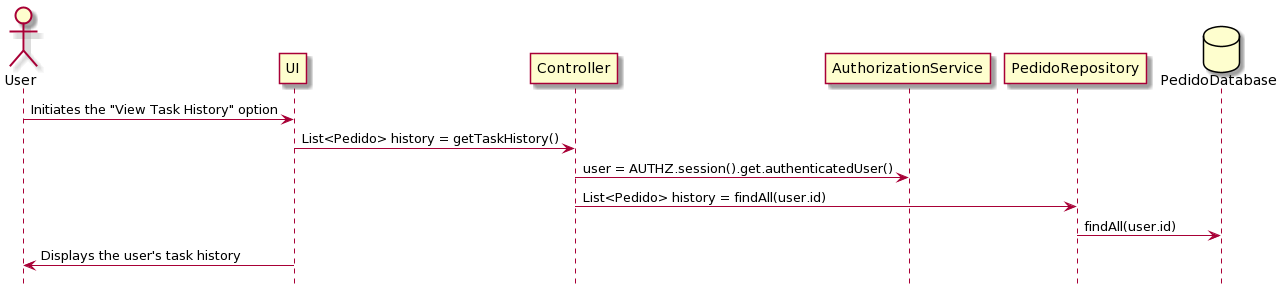 User
UI
Controller
AuthorizationService
PedidoRepository
PedidoDatabase
Initiates the "View Task History" option
List<Pedido> history = getTaskHistory()
user = AUTHZ.session().get.authenticatedUser()
List<Pedido> history = findAll(user.id)
findAll(user.id)
Displays the user's task history